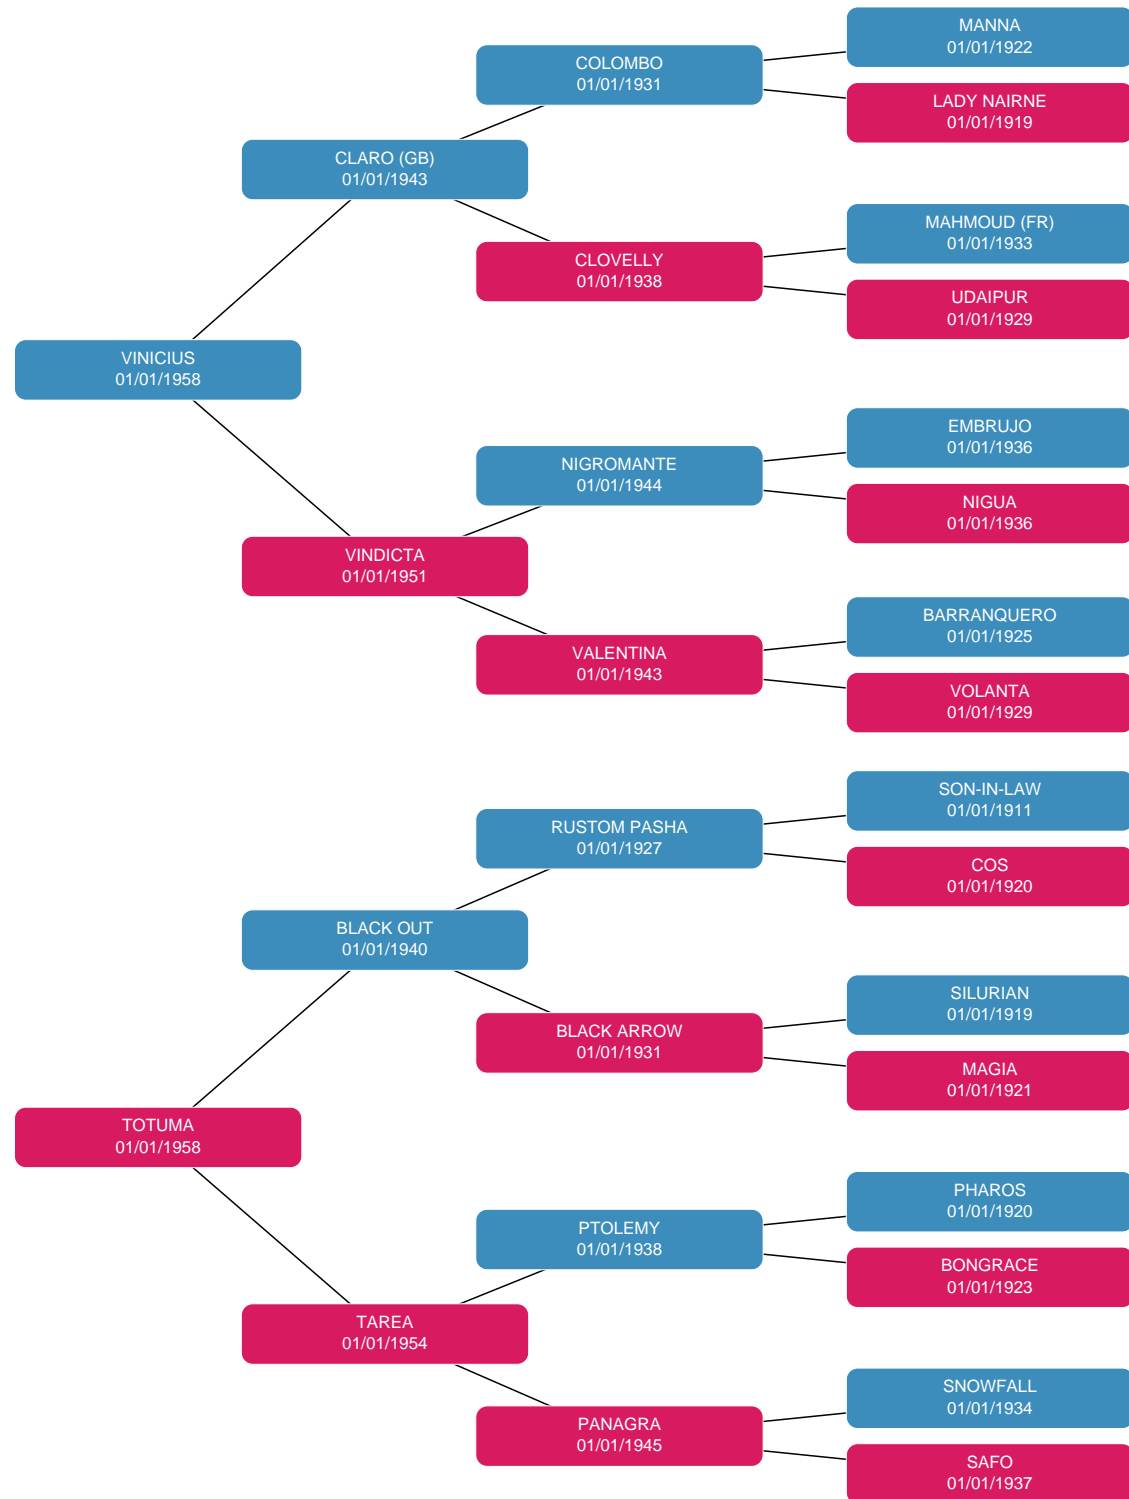 MANNA
01/01/1922
COLOMBO
01/01/1931
LADY NAIRNE
01/01/1919
CLARO (GB)
01/01/1943
MAHMOUD (FR)
01/01/1933
CLOVELLY
01/01/1938
UDAIPUR
01/01/1929
VINICIUS
01/01/1958
EMBRUJO
01/01/1936
NIGROMANTE
01/01/1944
NIGUA
01/01/1936
VINDICTA
01/01/1951
BARRANQUERO
01/01/1925
VALENTINA
01/01/1943
VOLANTA
01/01/1929
SON-IN-LAW
01/01/1911
RUSTOM PASHA
01/01/1927
COS
01/01/1920
BLACK OUT
01/01/1940
SILURIAN
01/01/1919
BLACK ARROW
01/01/1931
MAGIA
01/01/1921
TOTUMA
01/01/1958
PHAROS
01/01/1920
PTOLEMY
01/01/1938
BONGRACE
01/01/1923
TAREA
01/01/1954
SNOWFALL
01/01/1934
PANAGRA
01/01/1945
SAFO
01/01/1937